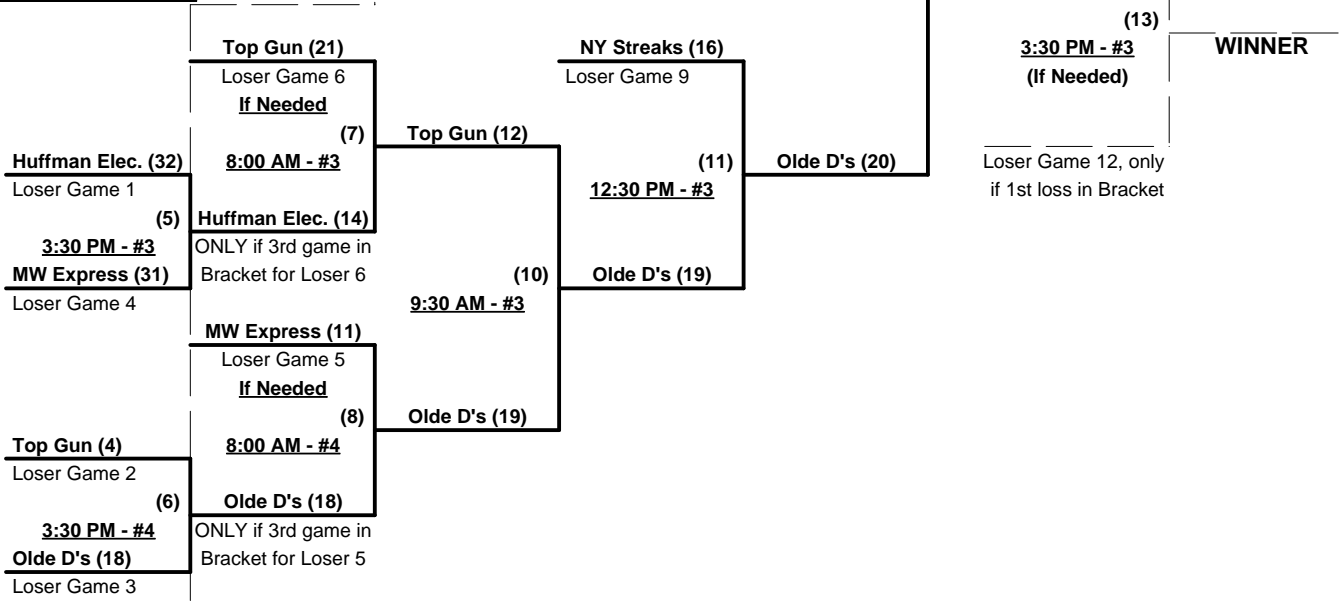 (13)
Top Gun (21)
NY Streaks (16)
3:30 PM - #3
WINNER
Loser Game 6
Loser Game 9
(If Needed)
If Needed
(7)
Top Gun (12)
8:00 AM - #3
Huffman Elec. (32)
(11)
Olde D's (20)
Loser Game 12, only
Loser Game 1
12:30 PM - #3
if 1st loss in Bracket
(5)
Huffman Elec. (14)
3:30 PM - #3
ONLY if 3rd game in
MW Express (31)
Bracket for Loser 6
(10)
Olde D's (19)
Loser Game 4
9:30 AM - #3
MW Express (11)
Loser Game 5
If Needed
(8)
Olde D's (19)
Top Gun (4)
8:00 AM - #4
Loser Game 2
(6)
Olde D's (18)
3:30 PM - #4
ONLY if 3rd game in
Olde D's (18)
Bracket for Loser 5
Loser Game 3